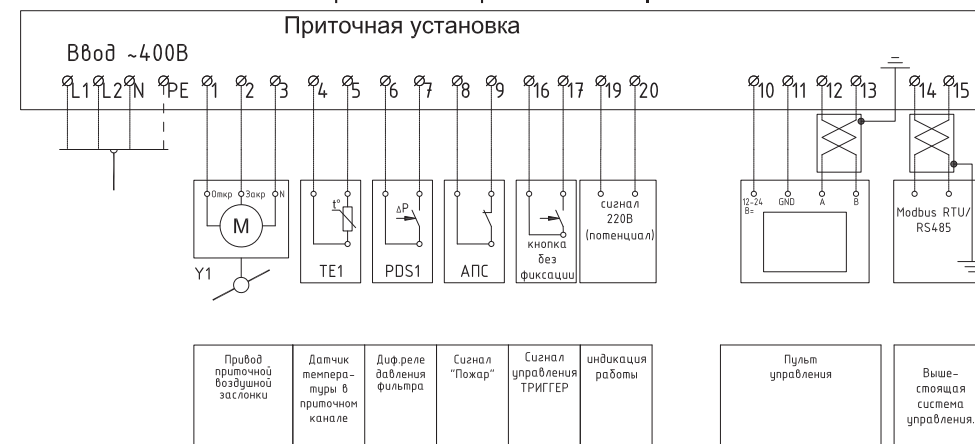 Приточная установка
Ввод ~400В
L1 L2 N PE 1 2 3 4 5 6 7 8 9 16 17 19 20 10 11 12 13 14 15
Откр Закр N
M
Y1
t°
TE1
ΔP
PDS1
АПС
кнопка
без
фиксации
сигнал
220В
(потенциал)
12-24
В=
GND
A
B
Modbus RTU/
RS485
Привод
приточной
воздушной
заслонки
Датчик
темпера-
туры в
приточном
канале
Диф.реле
давления
фильтра
Сигнал
"Пожар"
Сигнал
управления
ТРИГГЕР
индикация
работы
Пульт
управления
Выше-
стоящая
система
управления.